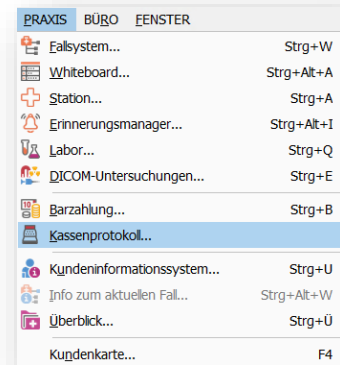 PRAXIS BÜRO FENSTER
Fallsystem... Strg+W
Whiteboard... Strg+Alt+A
Station... Strg+A
Erinnerungsmanager... Strg+Alt+I
Labor... Strg+Q
DICOM-Untersuchungen... Strg+E
Barzahlung... Strg+B
Kassenprotokoll...
Kundeninformationssystem... Strg+U
Info zum aktuellen Fall... Strg+Alt+W
Überblick... Strg+Ü
Kundenkarte... F4